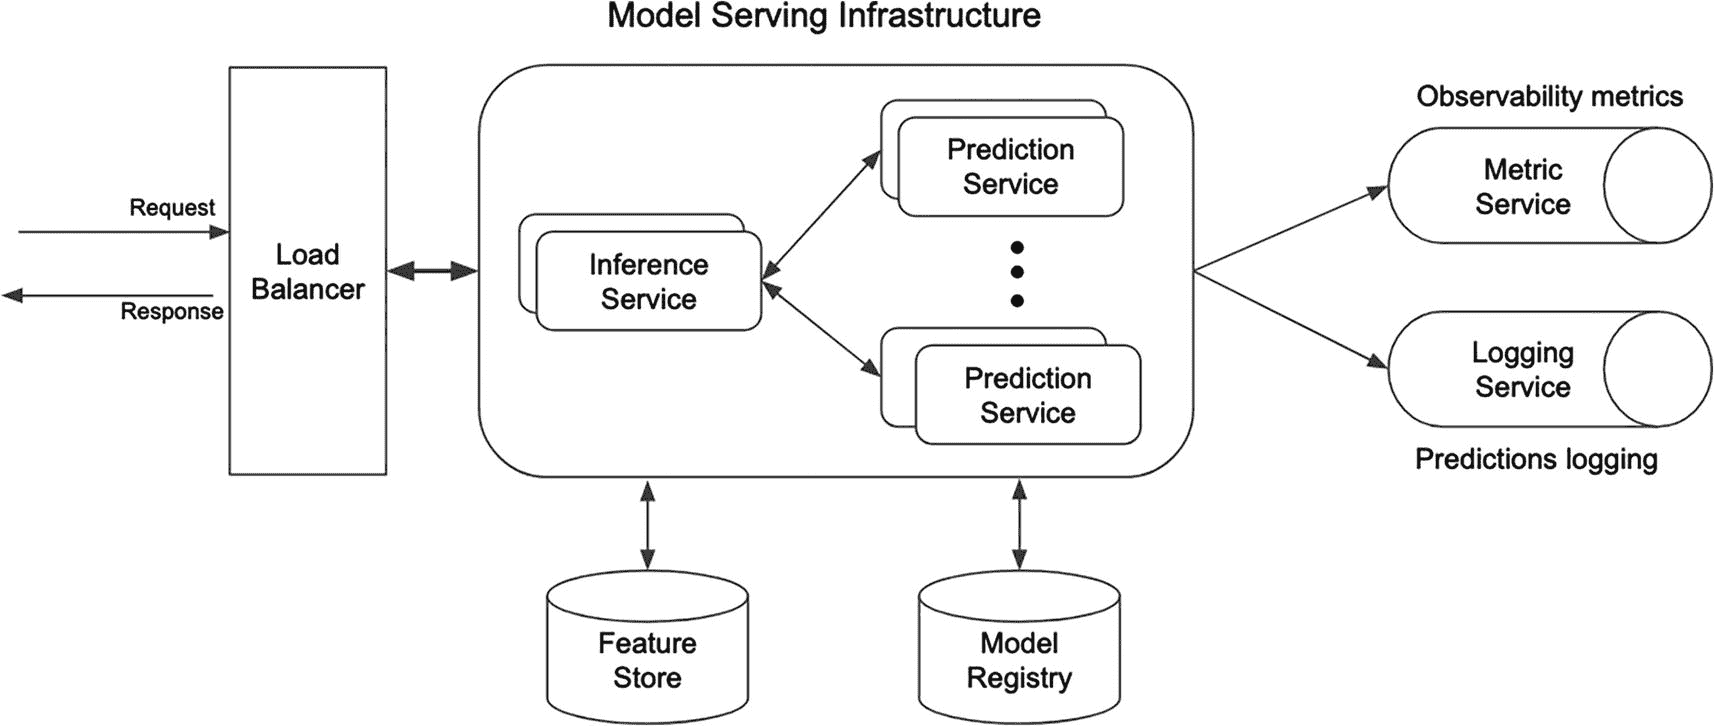 Model Serving Infrastructure
Request
Response
Load
Balancer
Inference
Service
Prediction
Service
Prediction
Service
Observability metrics
Metric
Service
Logging
Service
Predictions logging
Feature
Store
Model
Registry